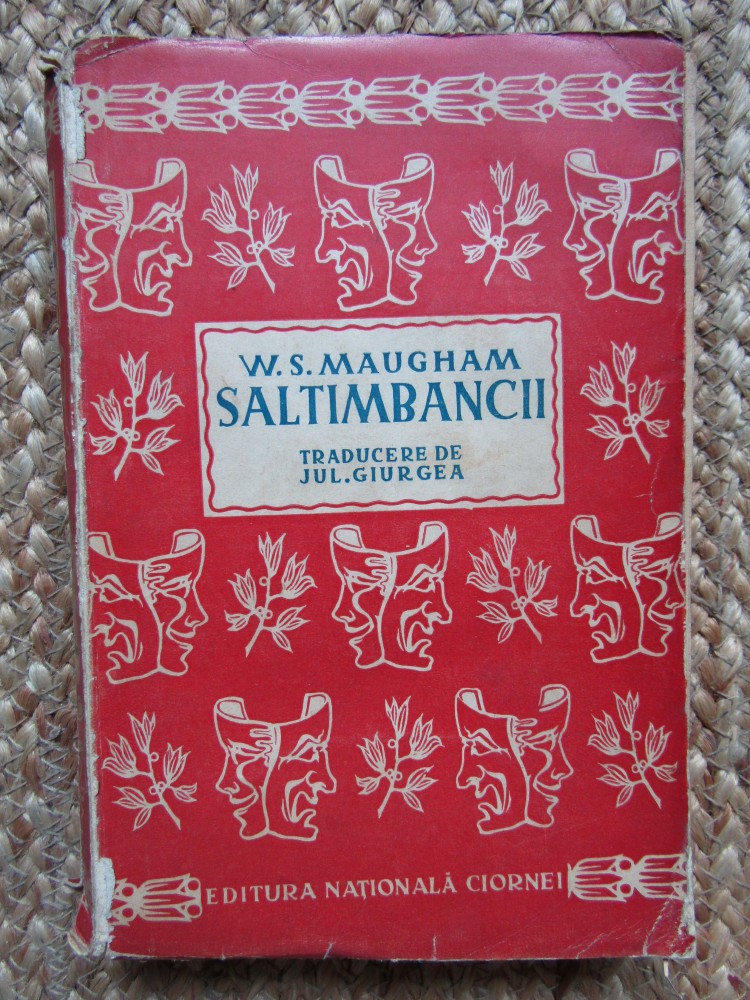 W. S. MAUGHAM
SALTIMBANCII
TRADUCERE DE
JUL. GIURGEA
EDITURA NAȚIONALĂ CIORNEI